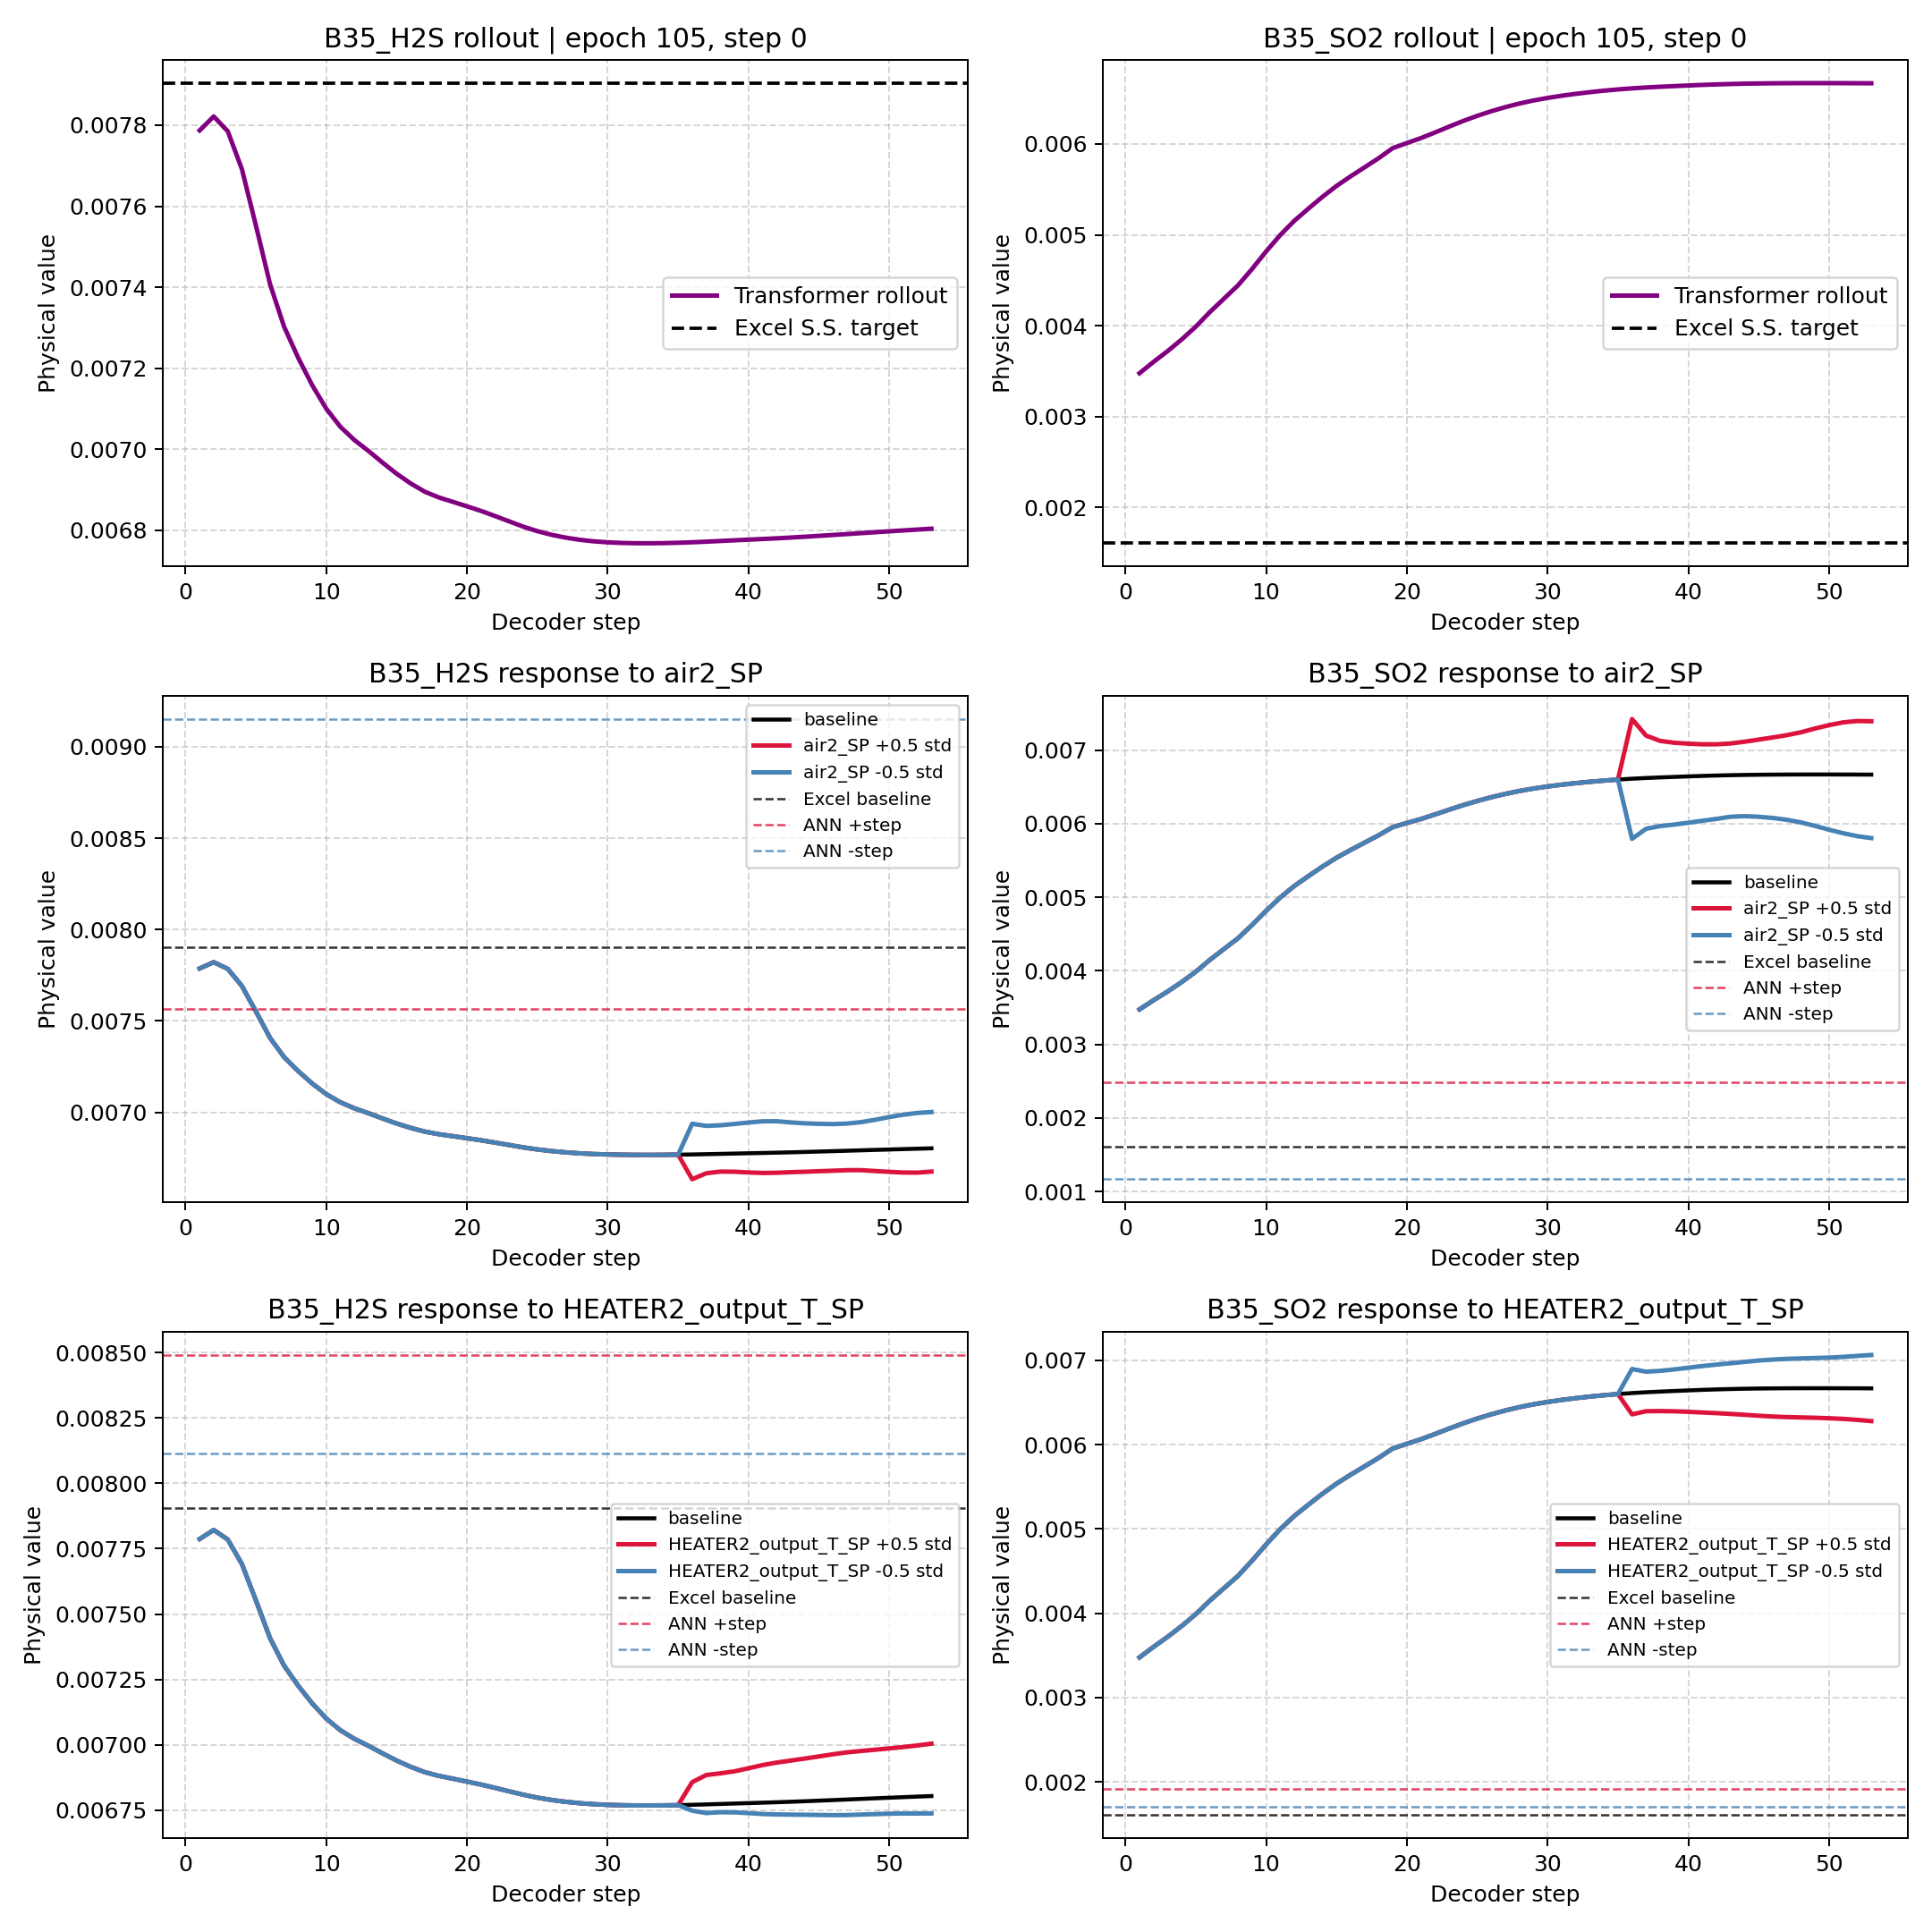 B35_H2S rollout | epoch 105, step 0
Physical value
0.0078
0.0076
0.0074
0.0072
0.0070
0.0068
Transformer rollout
Excel S.S. target
0 10 20 30 40 50
Decoder step
B35_SO2 rollout | epoch 105, step 0
Physical value
0.006
0.005
0.004
0.003
0.002
Transformer rollout
Excel S.S. target
0 10 20 30 40 50
Decoder step
B35_H2S response to air2_SP
Physical value
0.0090
0.0085
0.0080
0.0075
0.0070
baseline
air2_SP +0.5 std
air2_SP -0.5 std
Excel baseline
ANN +step
ANN -step
0 10 20 30 40 50
Decoder step
B35_SO2 response to air2_SP
Physical value
0.007
0.006
0.005
0.004
0.003
0.002
0.001
baseline
air2_SP +0.5 std
air2_SP -0.5 std
Excel baseline
ANN +step
ANN -step
0 10 20 30 40 50
Decoder step
B35_H2S response to HEATER2_output_T_SP
Physical value
0.00850
0.00825
0.00800
0.00775
0.00750
0.00725
0.00700
0.00675
baseline
HEATER2_output_T_SP +0.5 std
HEATER2_output_T_SP -0.5 std
Excel baseline
ANN +step
ANN -step
0 10 20 30 40 50
Decoder step
B35_SO2 response to HEATER2_output_T_SP
Physical value
0.007
0.006
0.005
0.004
0.003
0.002
baseline
HEATER2_output_T_SP +0.5 std
HEATER2_output_T_SP -0.5 std
Excel baseline
ANN +step
ANN -step
0 10 20 30 40 50
Decoder step